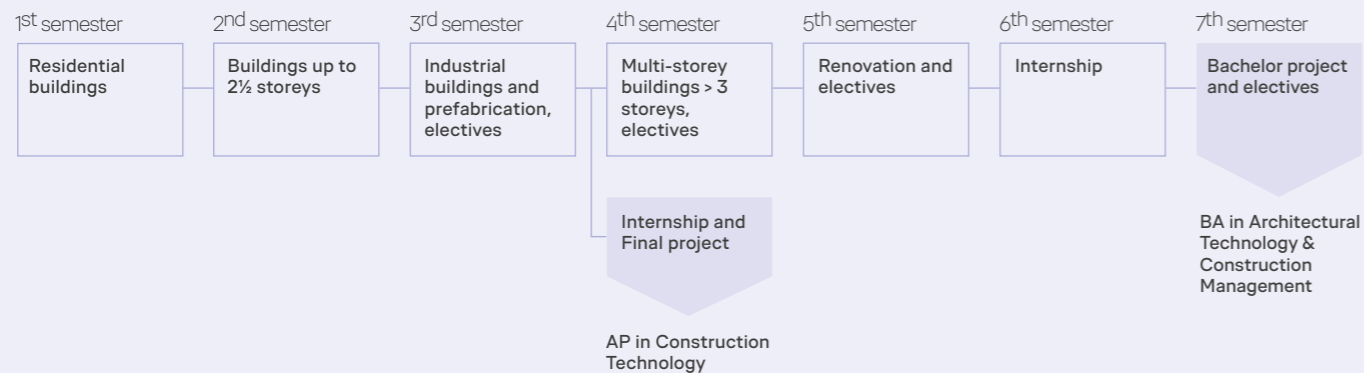 1st semester
2nd semester
3rd semester
4th semester
5th semester
6th semester
7th semester
Residential
buildings
Buildings up to
2½ storeys
Industrial
buildings and
prefabrication,
electives
Multi-storey
buildings > 3
storeys,
electives
Renovation and
electives
Internship
Bachelor project
and electives
Internship and
Final project
BA in Architectural
Technology &
Construction
Management
AP in Construction
Technology